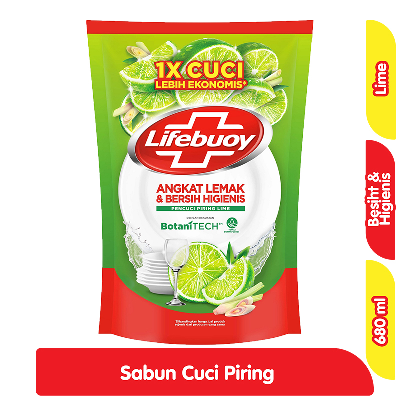 1X CUCI
LEBIH EKONOMIS*
Lifebuoy
ANGKAT LEMAK
& BERSIH HIGIENIS
PENCUCI PIRING LIME
BotaniTECH
Lime
Besiht &
Higienis
680 ml
Sabun Cuci Piring